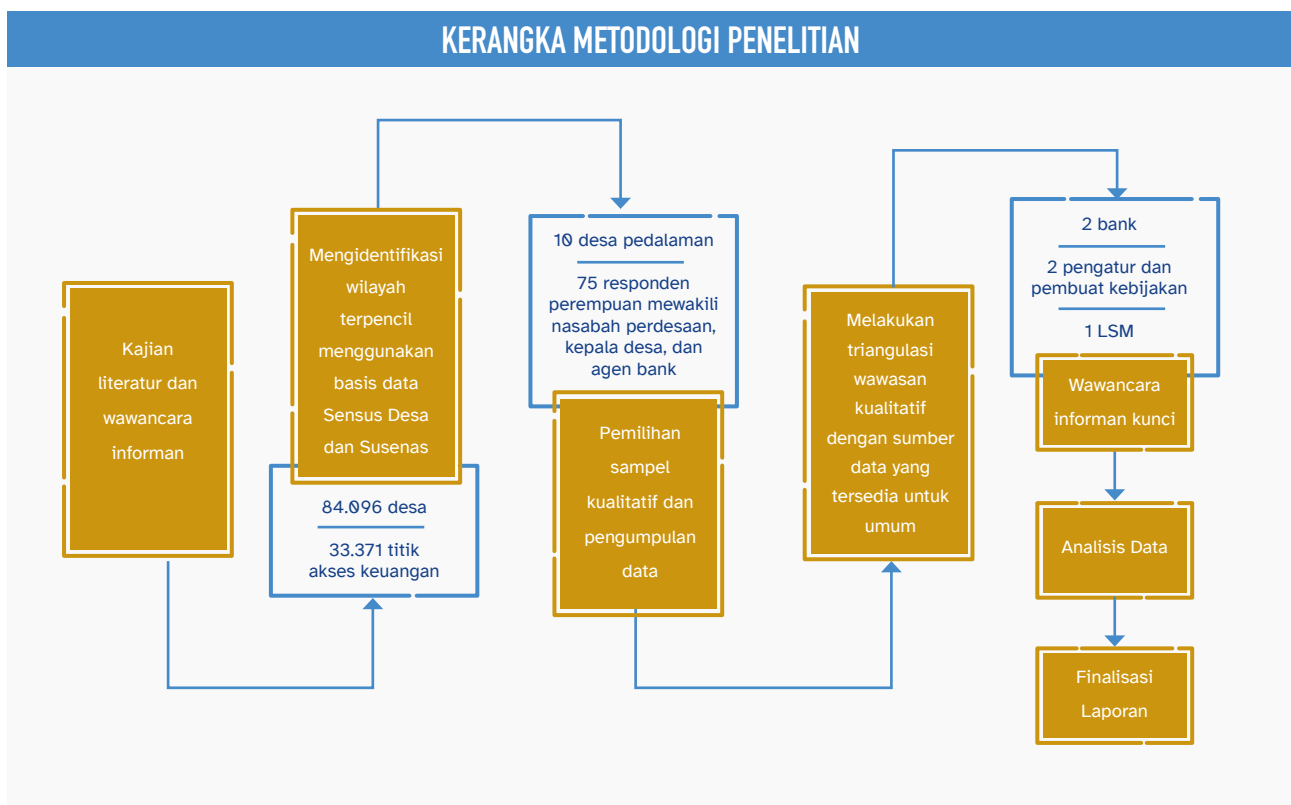 KERANGKA METODOLOGI PENELITIAN
Kajian
literatur dan
wawancara
informan
Mengidentifikasi
wilayah
terpencil
menggunakan
basis data
Sensus Desa
dan Susenas
84.096 desa
33.371 titik
akses keuangan
10 desa pedalaman
75 responden
perempuan mewakili
nasabah perdesaan,
kepala desa, dan
agen bank
Pemilihan
sampel
kualitatif dan
pengumpulan
data
Melakukan
triangulasi
wawasan
kualitatif
dengan sumber
data yang
tersedia untuk
umum
2 bank
2 pengatur dan
pembuat kebijakan
1 LSM
Wawancara
informan kunci
Analisis Data
Finalisasi
Laporan